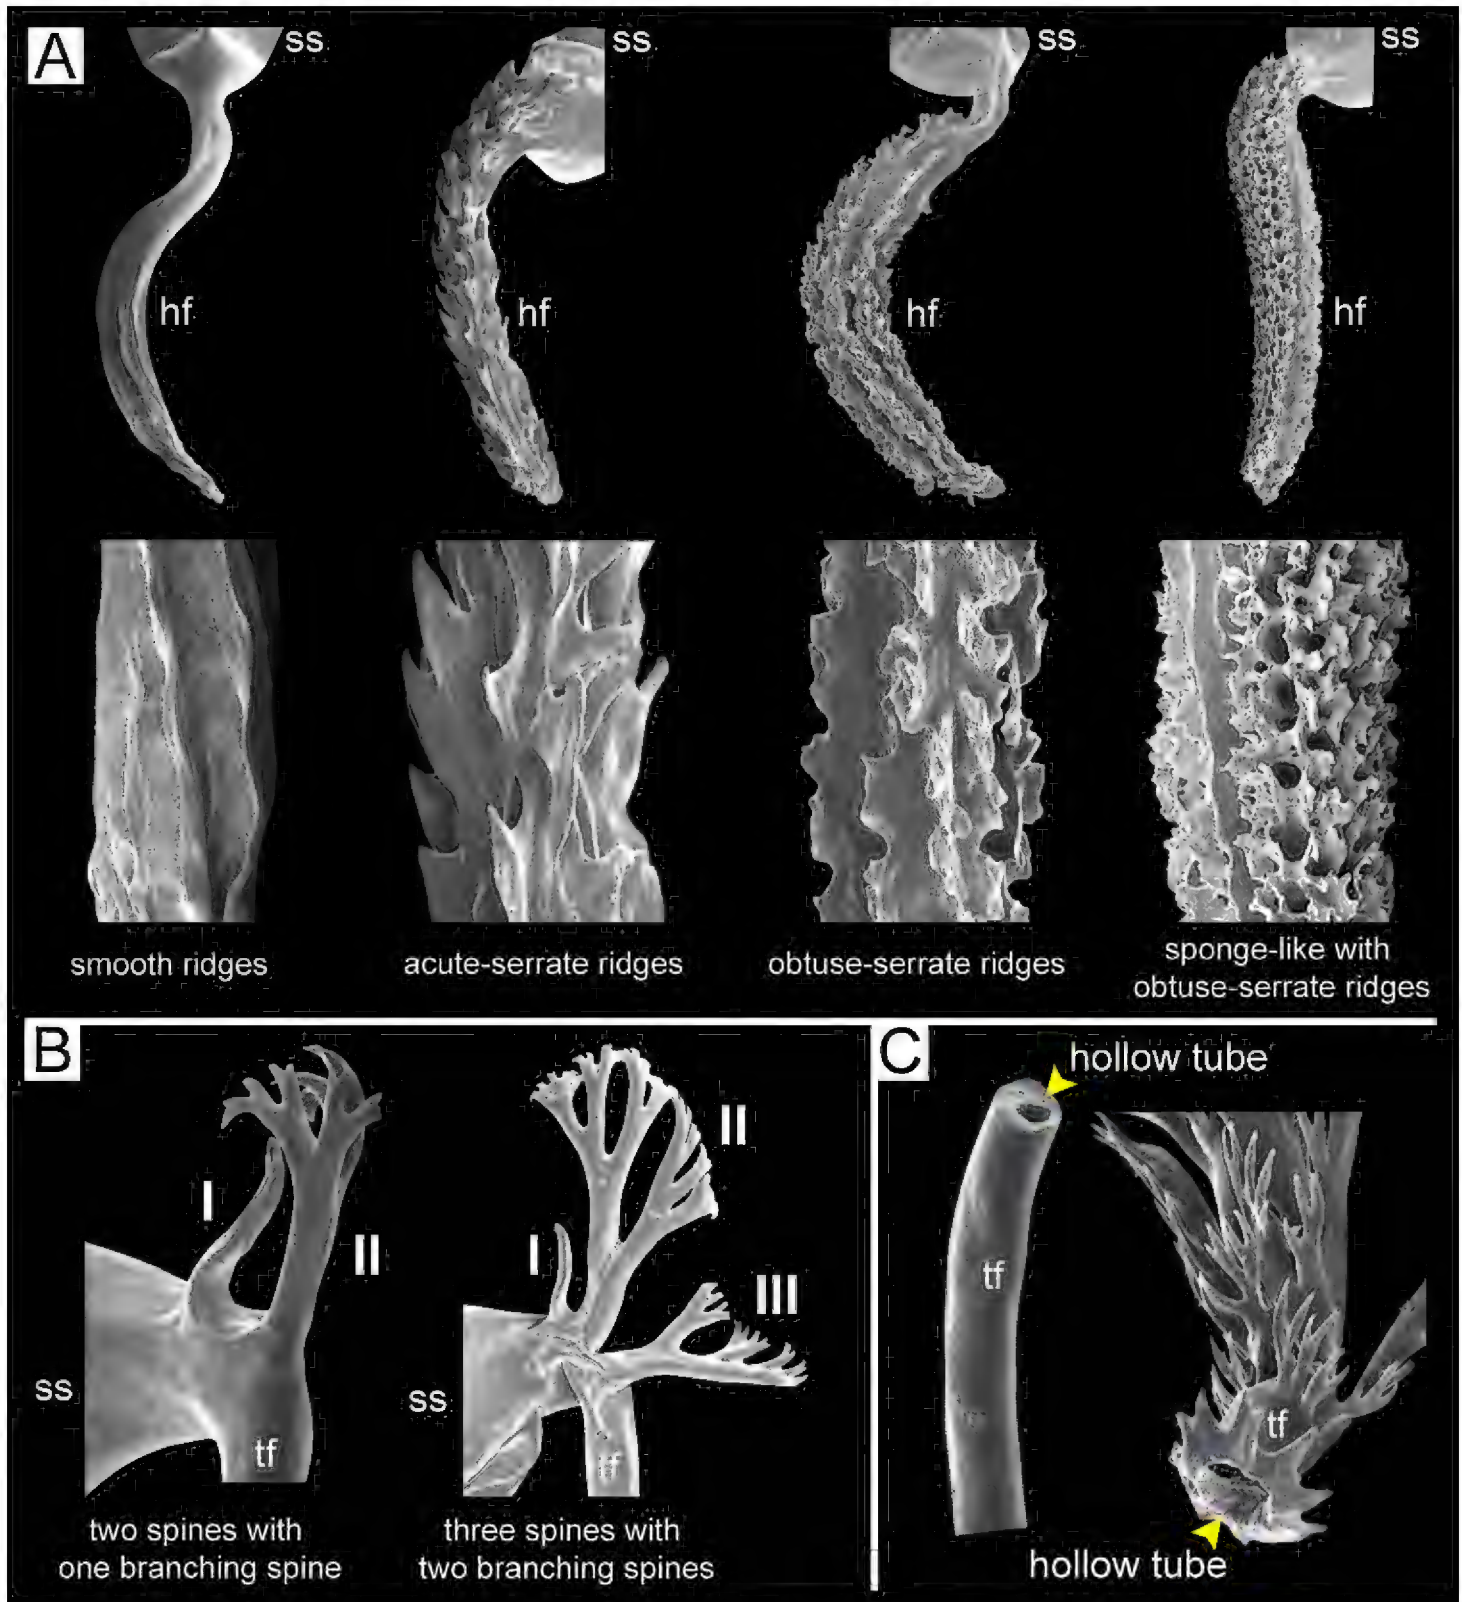 A
ss
ss
ss
ss
hf
hf
hf
hf
smooth ridges
acute-serrate ridges
obtuse-serrate ridges
sponge-like with
obtuse-serrate ridges
B
I
II
ss
tf
two spines with
one branching spine
I
II
III
ss
tf
three spines with
two branching spines
C
hollow tube
tf
tf
hollow tube